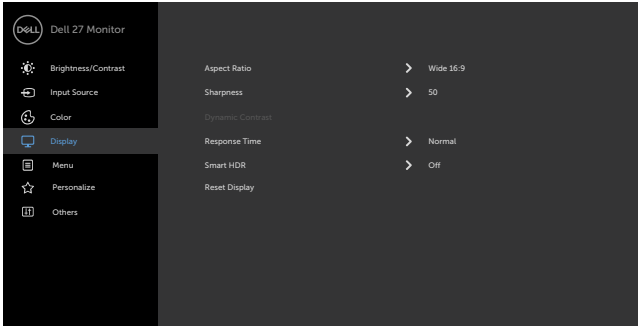 DELL Dell 27 Monitor
Brightness/Contrast
Input Source
Color
Display
Menu
Personalize
Others
Aspect Ratio Wide 16:9
Sharpness 50
Dynamic Contrast
Response Time Normal
Smart HDR Off
Reset Display